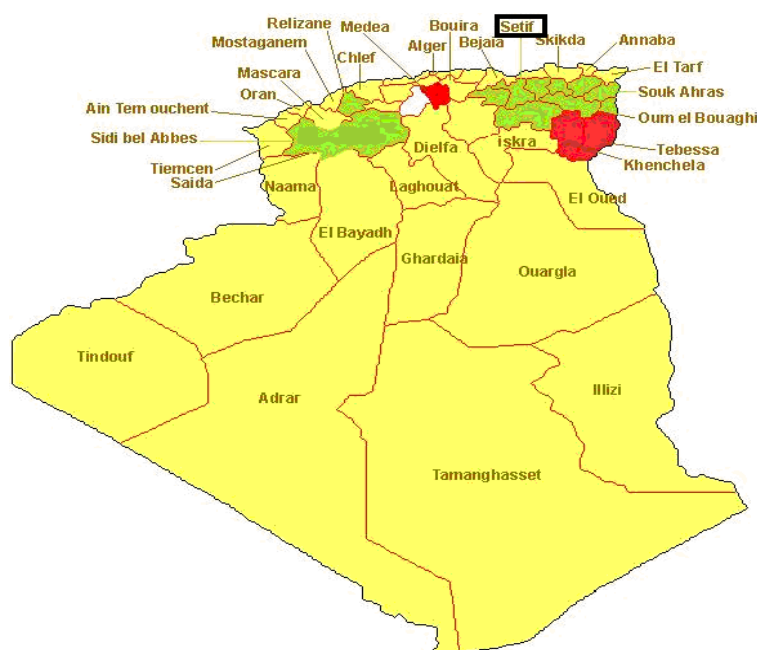 Relizane
Mostaganem
Medea
Chlef
Alger
Bouira
Bejaia
Setif
Skikda
Annaba
El Tarf
Mascara
Oran
Souk Ahras
Ain Tem ouchent
Oum el Bouaghi
Sidi bel Abbes
Dielfa
iskra
Tebessa
Tiemcen
Khenchela
Saida
Naama
Laghouat
El Oued
El Bayadh
Ghardaia
Ouargla
Bechar
Tindouf
Adrar
Illizi
Tamanghasset